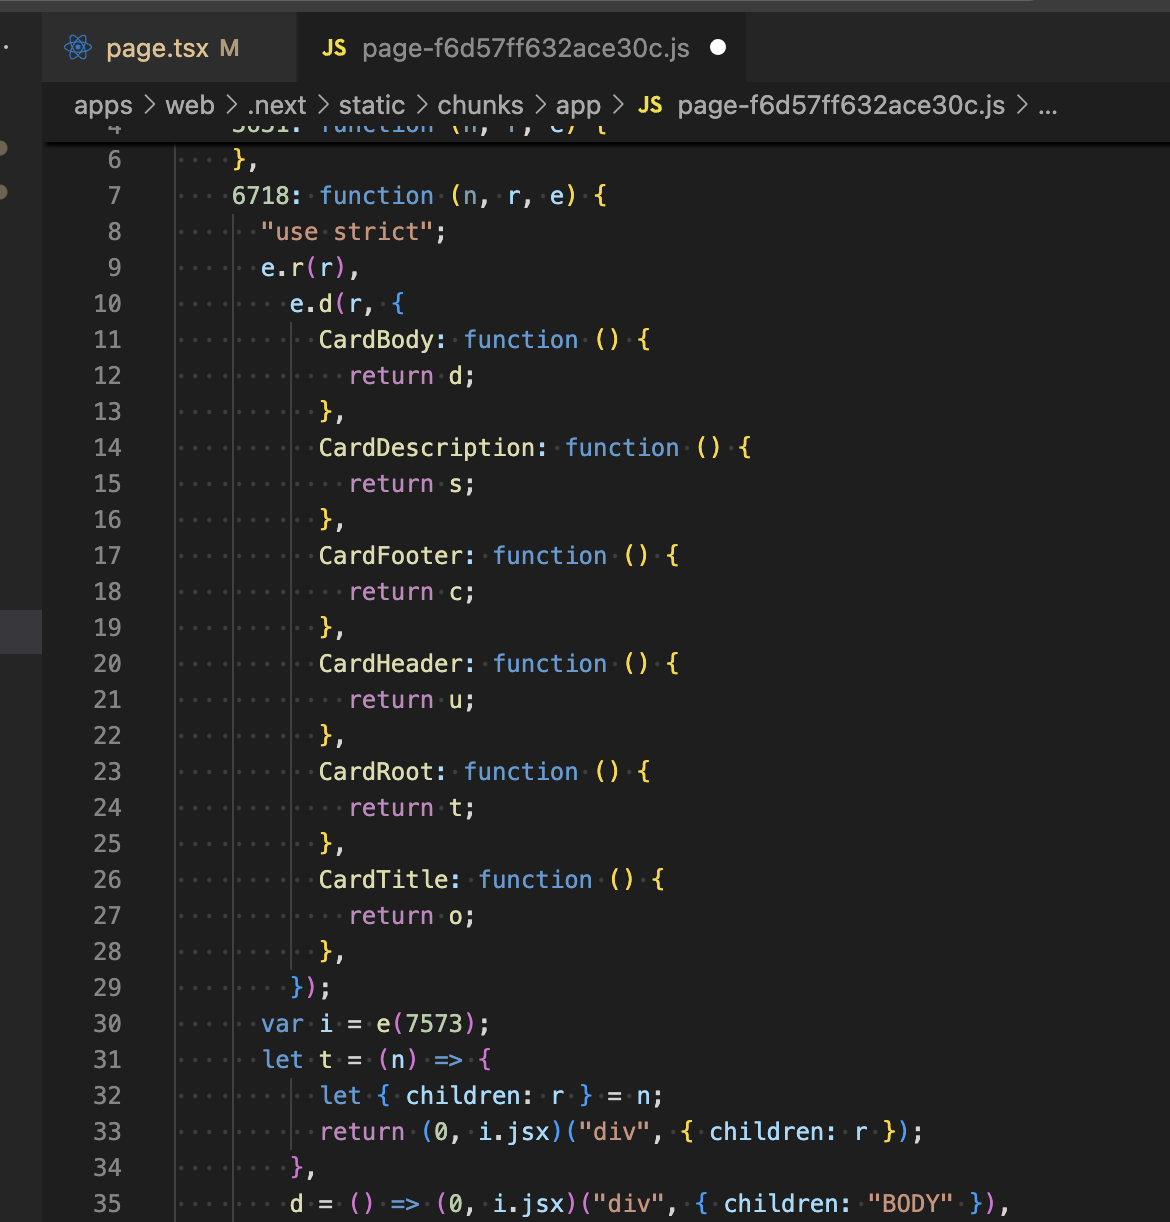 page.tsx M
JS page-f6d57ff632ace30c.js
apps > web > .next > static > chunks > app > JS page-f6d57ff632ace30c.js > ...
6 },
7 6718: function (n, r, e) {
8 "use strict";
9 e.r(r),
10 e.d(r, {
11 CardBody: function () {
12 return d;
13 },
14 CardDescription: function () {
15 return s;
16 },
17 CardFooter: function () {
18 return c;
19 },
20 CardHeader: function () {
21 return u;
22 },
23 CardRoot: function () {
24 return t;
25 },
26 CardTitle: function () {
27 return o;
28 },
29 });
30 var i = e(7573);
31 let t = (n) => {
32 let { children: r } = n;
33 return (0, i.jsx)("div", { children: r });
34 },
35 d = () => (0, i.jsx)("div", { children: "BODY" }),